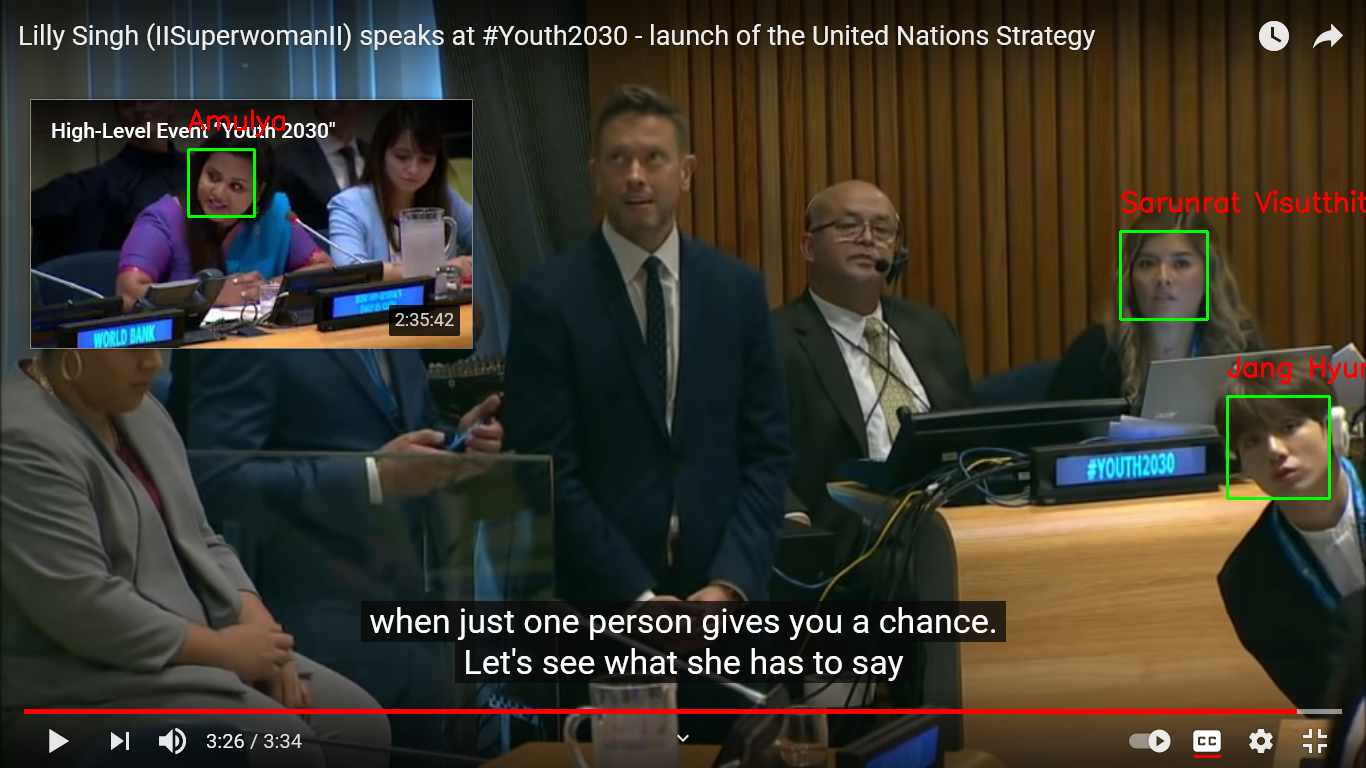 Lilly Singh (IISuperwomanII) speaks at #Youth2030 - launch of the United Nations Strategy
Amulya
High-Level Event “Youth 2030"
WORLD BANK
2:35:42
Sarunrat Visutthit
Jang Hyun
#YOUTH2030
when just one person gives you a chance.
Let's see what she has to say
3:26 / 3:34
CC